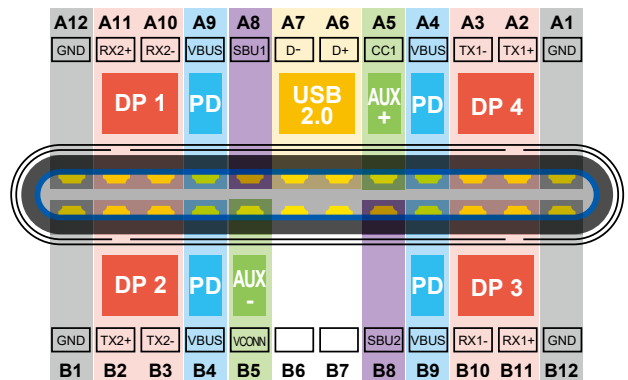 A12 A11 A10 A9 A8 A7 A6 A5 A4 A3 A2 A1
GND RX2+ RX2- VBUS SBU1 D- D+ CC1 VBUS TX1- TX1+ GND
DP 1 PD USB 2.0 AUX + PD DP 4
DP 2 PD AUX - PD DP 3
GND TX2+ TX2- VBUS VCONN SBU2 VBUS RX1- RX1+ GND
B1 B2 B3 B4 B5 B6 B7 B8 B9 B10 B11 B12